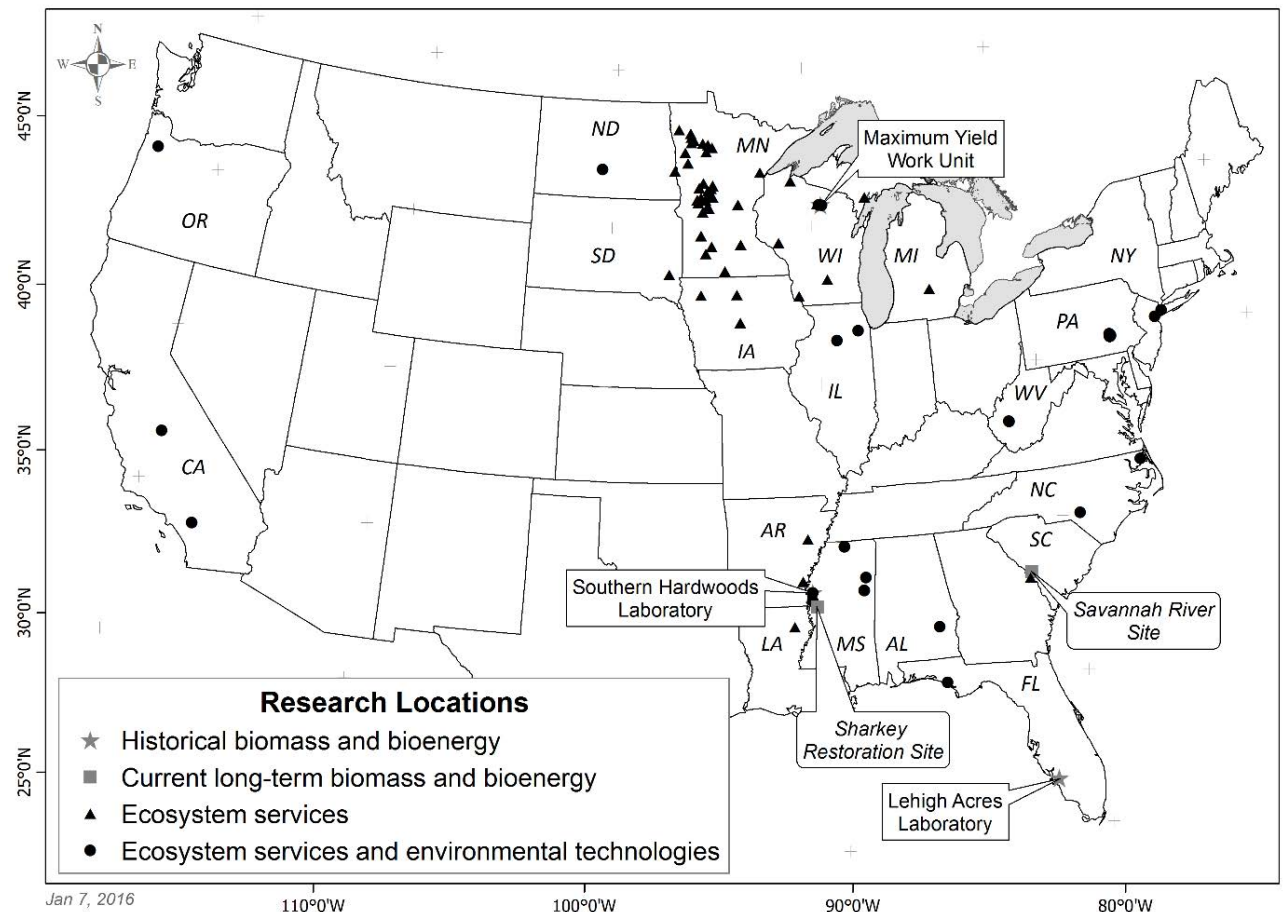 N
W E
S
45°0'N
40°0'N
35°0'N
30°0'N
25°0'N
ND
MN
Maximum Yield
Work Unit
OR
SD
WI
MI
NY
IA
PA
IL
WV
CA
NC
AR
SC
Southern Hardwoods
Laboratory
Savannah River
Site
LA
MS
AL
FL
Sharkey
Restoration Site
Lehigh Acres
Laboratory
Research Locations
Historical biomass and bioenergy
Current long-term biomass and bioenergy
Ecosystem services
Ecosystem services and environmental technologies
Jan 7, 2016
110°0'W
100°0'W
90°0'W
80°0'W